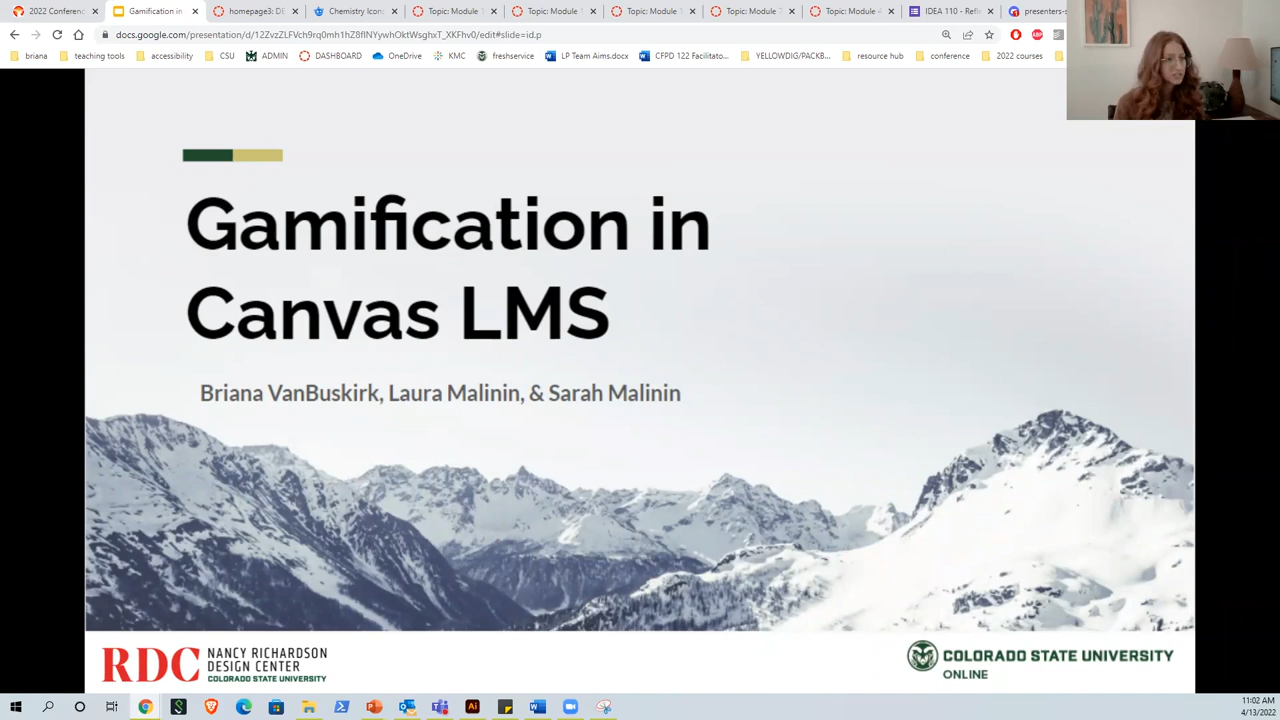 2022 Conferenc
Gamification in
homepage3: DE
Chemistry Icon
Topic: Module
Topic: Module
Topic: Module
Topic: Module
Topic: Module
IDEA 110 - Refl
presenters-s
docs.google.com/presentation/d/12ZvzZLFVch9rq0mh1hZ8flNYywhOktWsghxT_XKFhv0/edit#slide=id.p
briana
teaching tools
accessibility
CSU
ADMIN
DASHBOARD
OneDrive
KMC
freshservice
LP Team Aims.docx
CFPD 122 Facilitato...
YELLOWDIG/PACKB...
resource hub
conference
2022 courses
Gamification in
Canvas LMS
Briana VanBuskirk, Laura Malinin, & Sarah Malinin
RDC
NANCY RICHARDSON
DESIGN CENTER
COLORADO STATE UNIVERSITY
COLORADO STATE UNIVERSITY
ONLINE
11:02 AM
4/13/2022